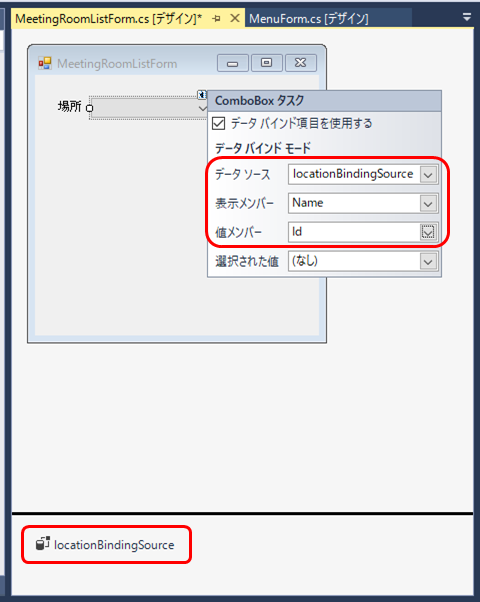 MeetingRoomListForm.cs [デザイン]* MenuForm.cs [デザイン]
MeetingRoomListForm
場所
ComboBox タスク
データ バインド項目を使用する
データ バインド モード
データ ソース locationBindingSource
表示メンバー Name
値メンバー Id
選択された値 (なし)
locationBindingSource